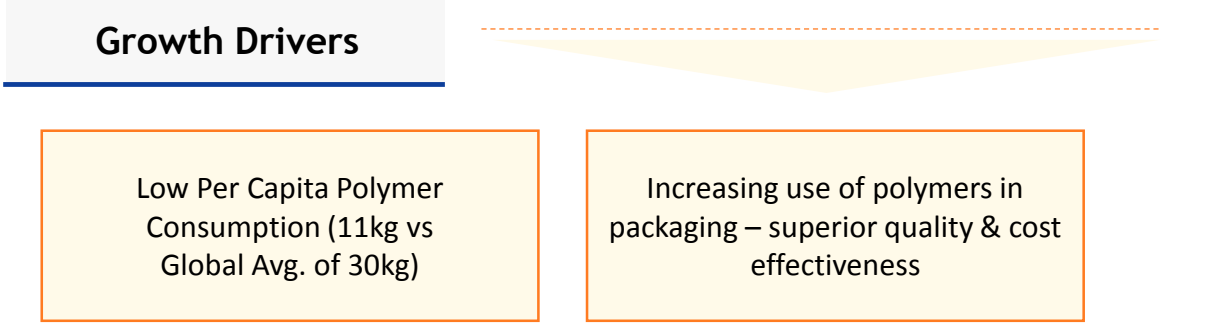 Growth Drivers
Low Per Capita Polymer
Consumption (11kg vs
Global Avg. of 30kg)
Increasing use of polymers in
packaging – superior quality & cost
effectiveness